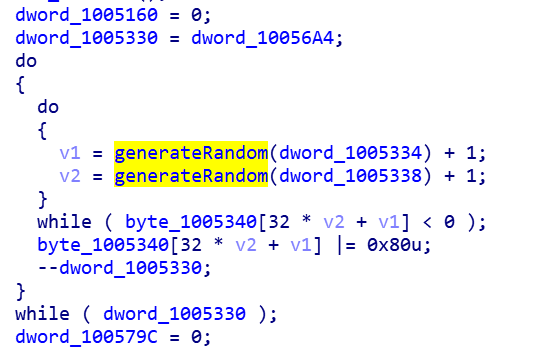 dword_1005160 = 0;
dword_1005330 = dword_10056A4;
do
{
do
{
v1 = generateRandom(dword_1005334) + 1;
v2 = generateRandom(dword_1005338) + 1;
}
while ( byte_1005340[32 * v2 + v1] < 0 );
byte_1005340[32 * v2 + v1] |= 0x80u;
--dword_1005330;
}
while ( dword_1005330 );
dword_100579C = 0;